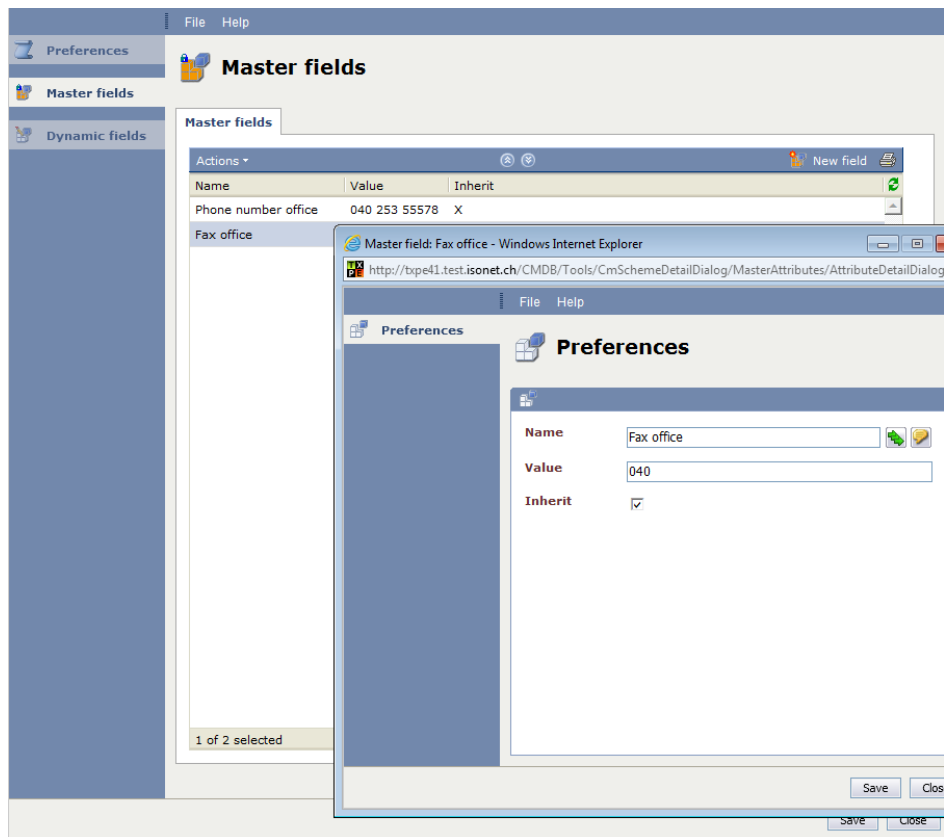 File Help
Preferences
Master fields
Master fields
Dynamic fields
Master fields
Actions
New field
Name Value Inherit
Phone number office 040 253 55578 X
Fax office
Master field: Fax office - Windows Internet Explorer
http://txpe41.test.isonet.ch/CMDB/Tools/CmSchemeDetailDialog/MasterAttributes/AttributeDetailDialog
File Help
Preferences
Preferences
Name Fax office
Value 040
Inherit
1 of 2 selected
Save Clos
Save Close